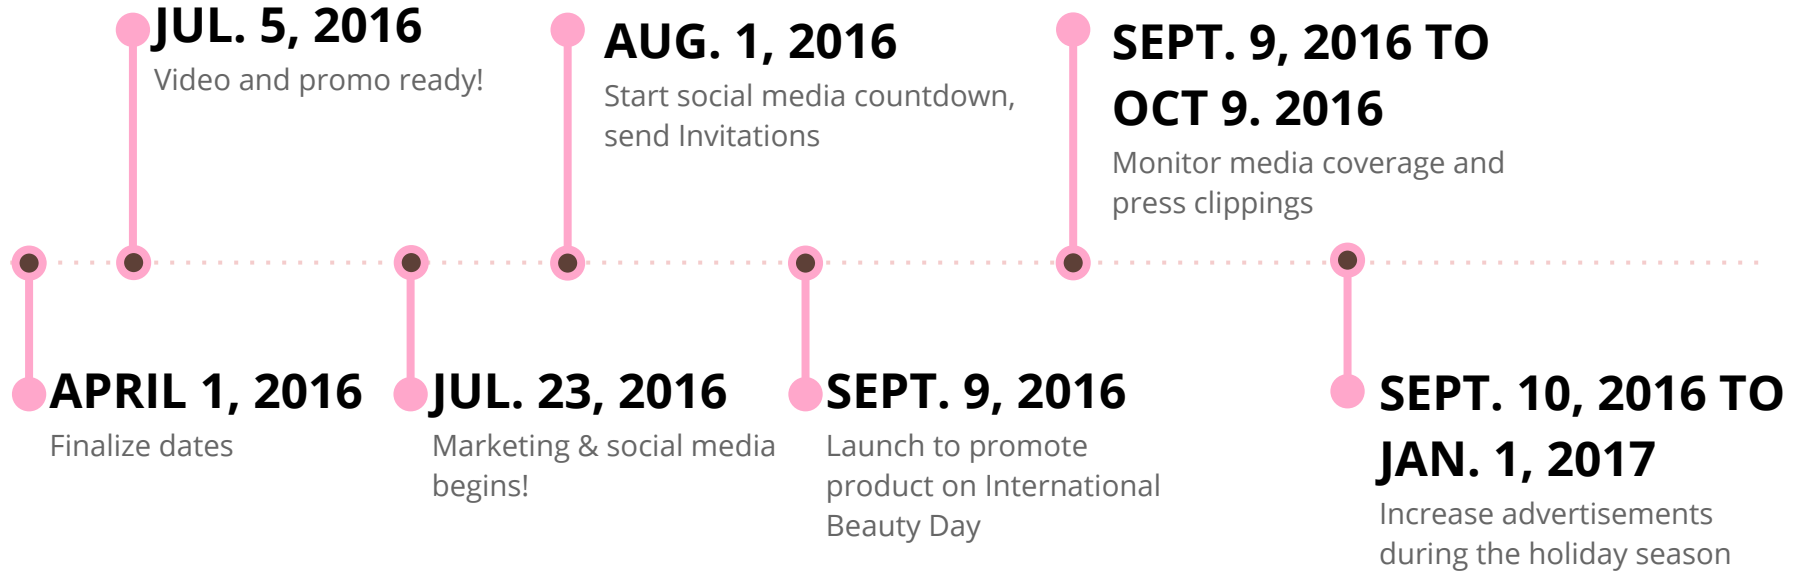 JUL. 5, 2016
Video and promo ready!
AUG. 1, 2016
Start social media countdown,
send Invitations
SEPT. 9, 2016 TO
OCT 9. 2016
Monitor media coverage and
press clippings
APRIL 1, 2016
Finalize dates
JUL. 23, 2016
Marketing & social media
begins!
SEPT. 9, 2016
Launch to promote
product on International
Beauty Day
SEPT. 10, 2016 TO
JAN. 1, 2017
Increase advertisements
during the holiday season